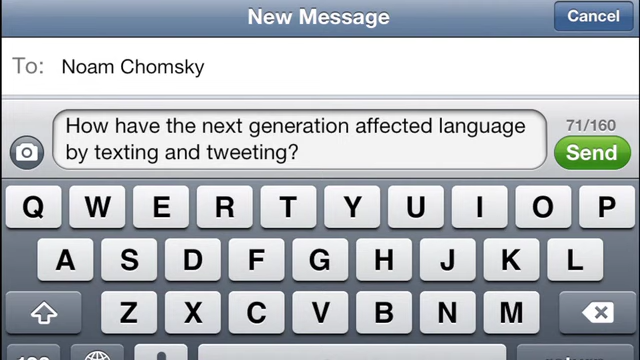 New Message
Cancel
To: Noam Chomsky
How have the next generation affected language
71/160
by texting and tweeting?
Send
Q W E R T Y U I O P
A S D F G H J K L
Z X C V B N M